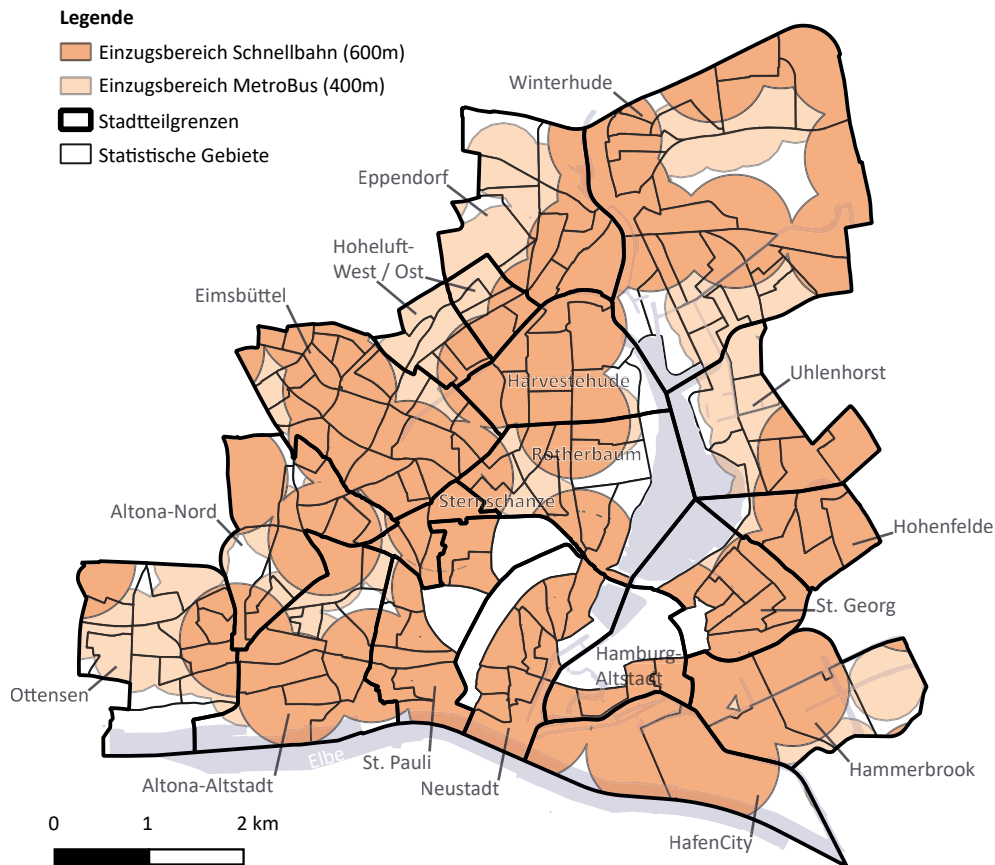 Legende
Einzugsbereich Schnellbahn (600m)
Einzugsbereich MetroBus (400m)
Stadtteilgrenzen
Statistische Gebiete
Winterhude
Eppendorf
Hoheluft-
West / Ost
Eimsbüttel
Harvestehude
Uhlenhorst
Rotherbaum
Sternschanze
Altona-Nord
Hohenfelde
St. Georg
Hamburg-
Altstadt
Ottensen
Elbe
St. Pauli
Altona-Altstadt
Neustadt
Hammerbrook
HafenCity
0 1 2 km